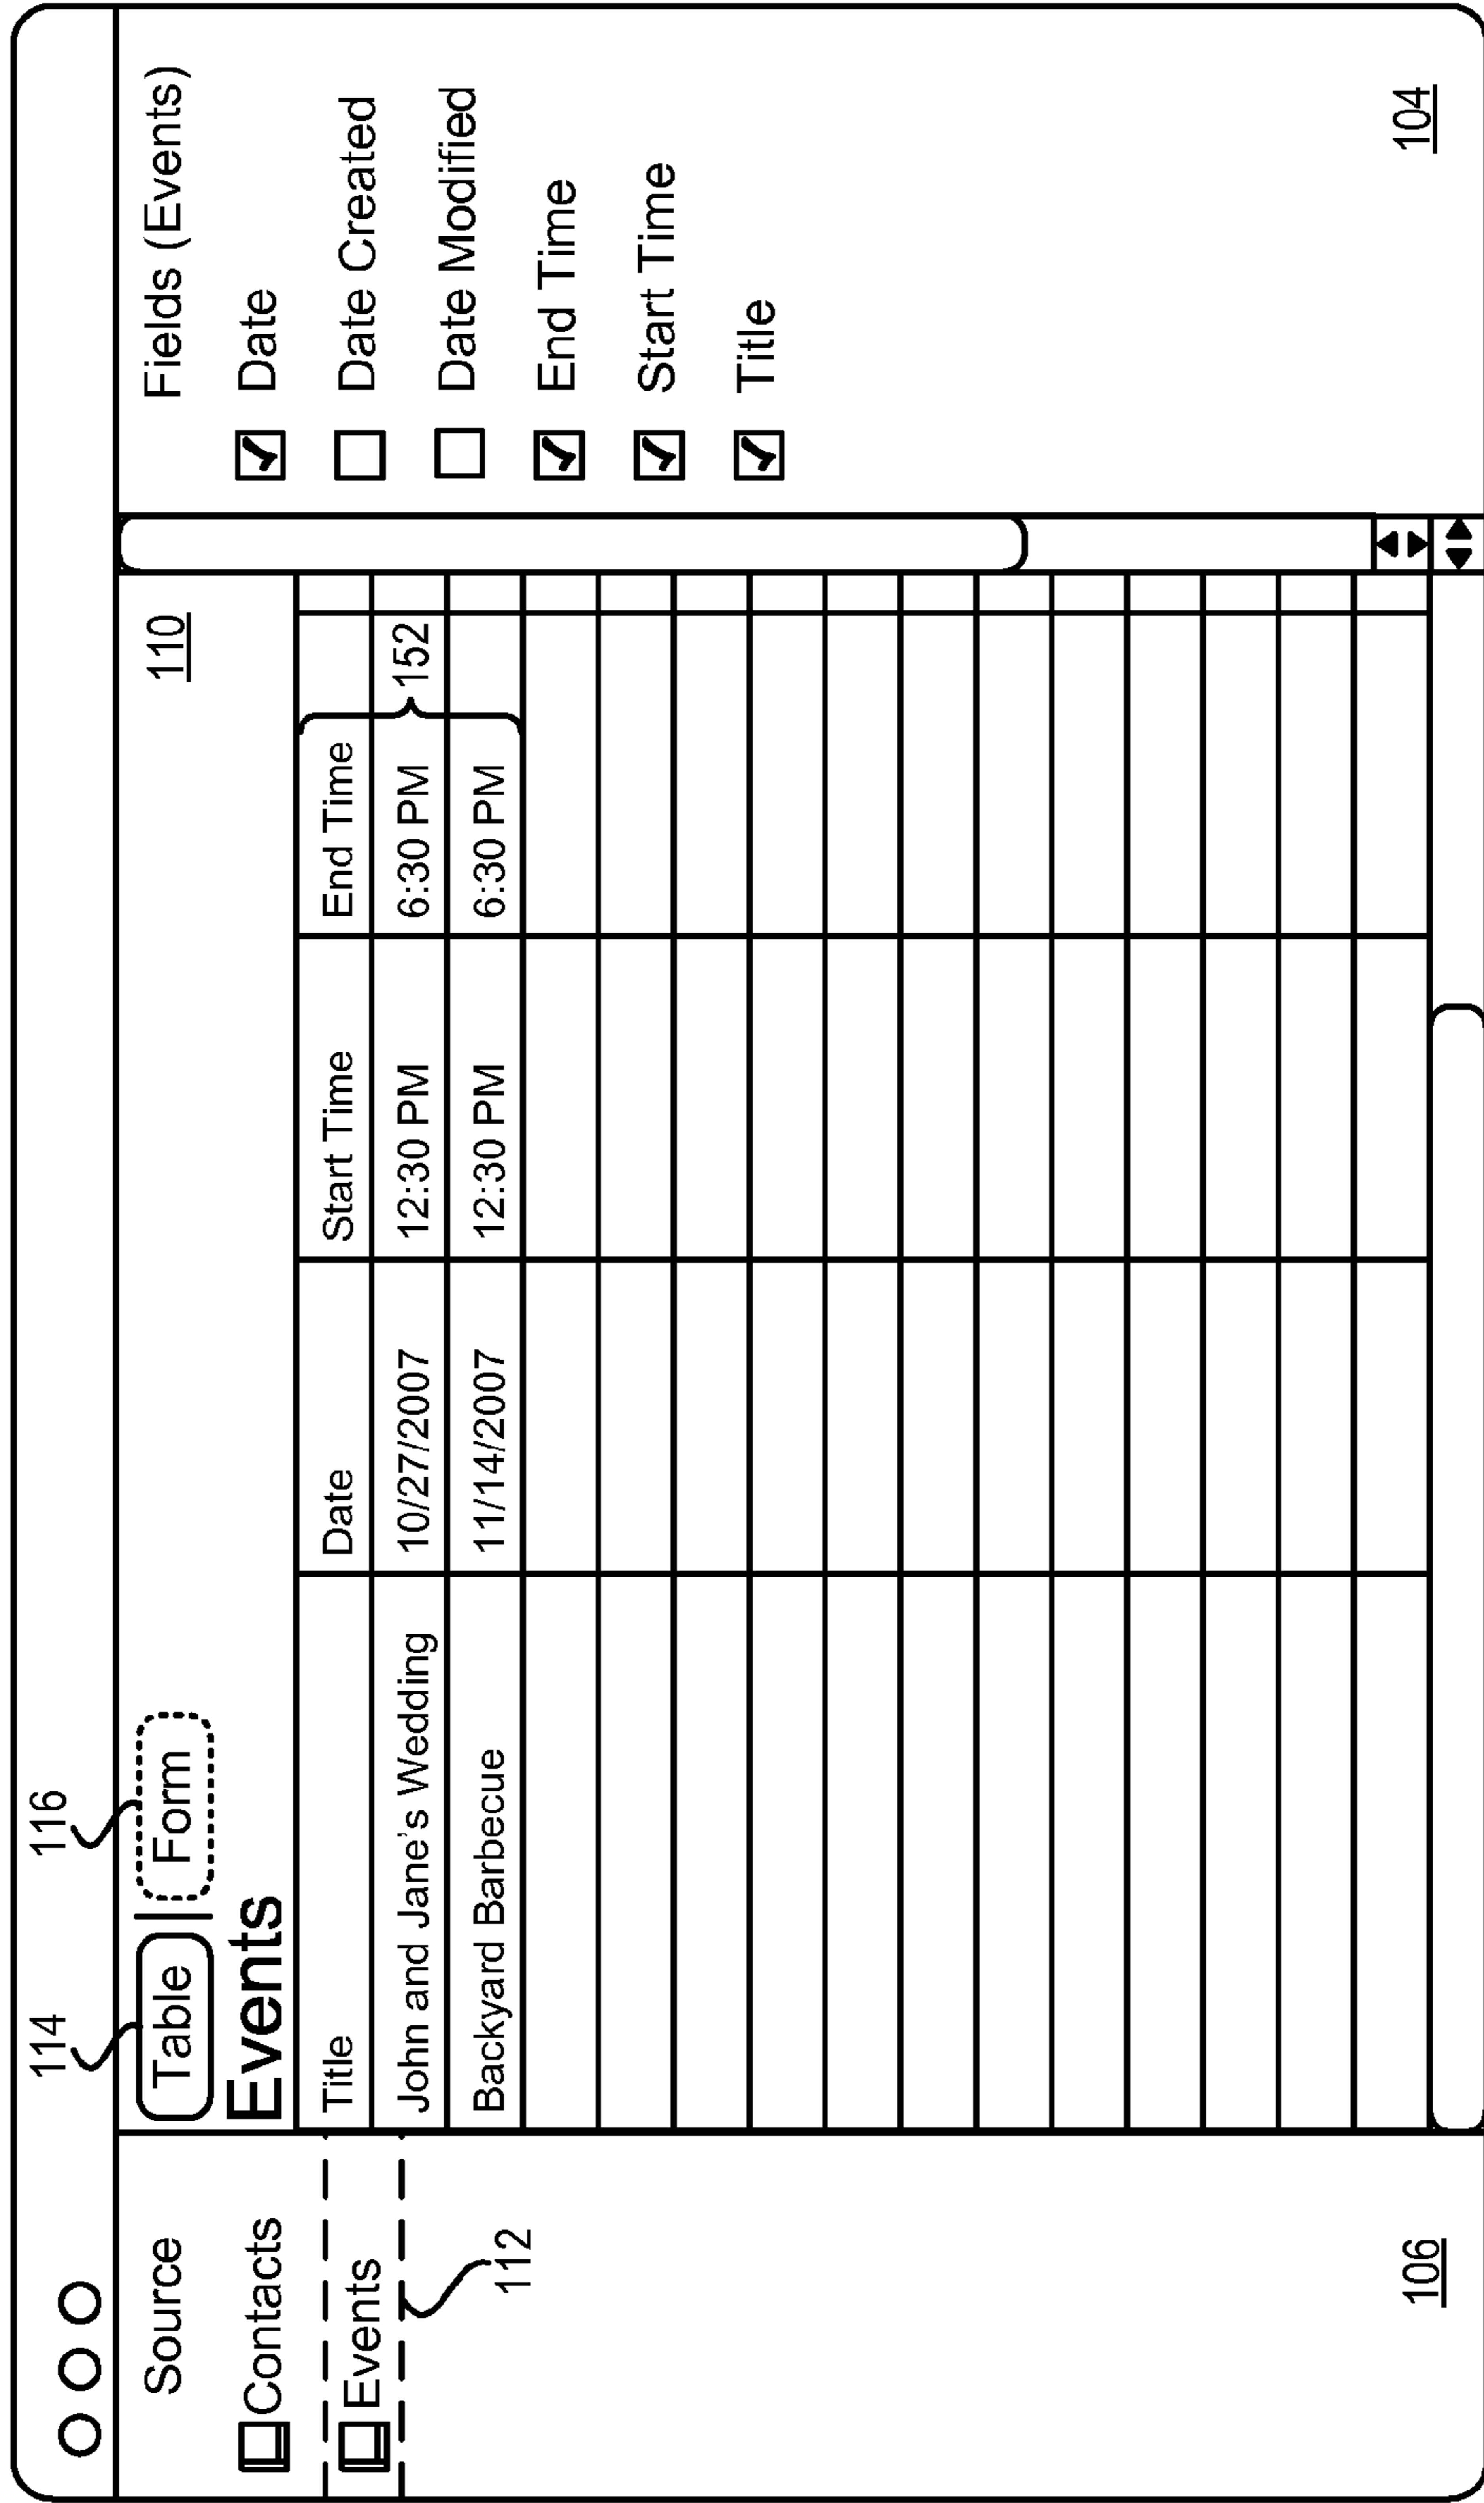 114 116
Source
Table | Form
110
Fields (Events)
Contacts
Events
Events
112
Title Date Start Time End Time
John and Jane's Wedding 10/27/2007 12:30 PM 6:30 PM
Backyard Barbecue 11/14/2007 12:30 PM 6:30 PM
152
Date
Date Created
Date Modified
End Time
Start Time
Title
106
104